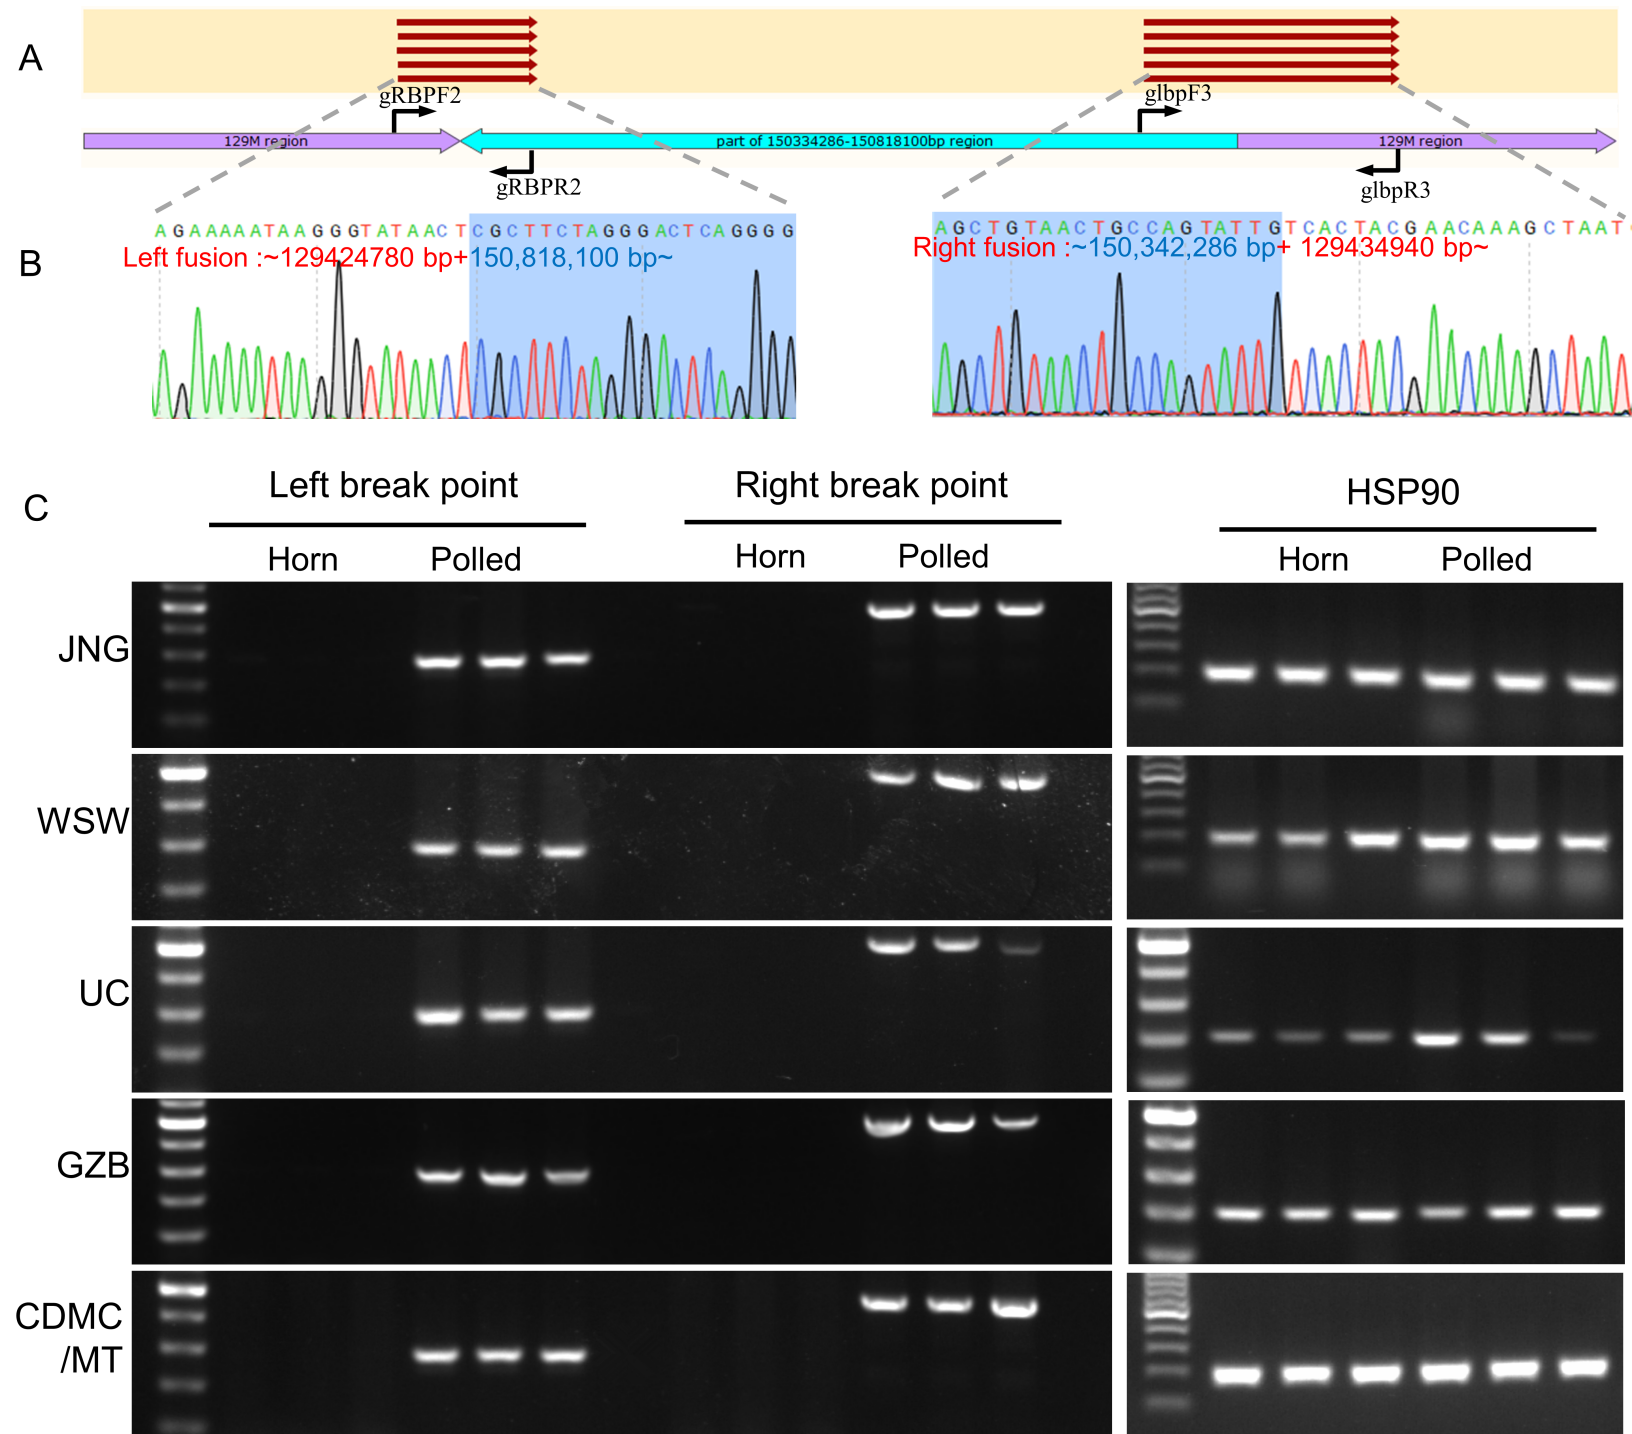 A
gRBPF2
glbpF3
129M region
part of 150334286-150818100bp region
129M region
gRBPR2
glbpR3
B
AGAAAAATAAGGGTATAACTCGCTTCTAGGGACTCAGGGG
Left fusion :~129424780 bp+150,818,100 bp~
AGCTGTAACTGCCAGTATTGTCACTACGAACAAAGCTAAT
Right fusion :~150,342,286 bp+ 129434940 bp~
C
Left break point
Right break point
HSP90
Horn
Polled
Horn
Polled
Horn
Polled
JNG
WSW
UC
GZB
CDMC
/MT